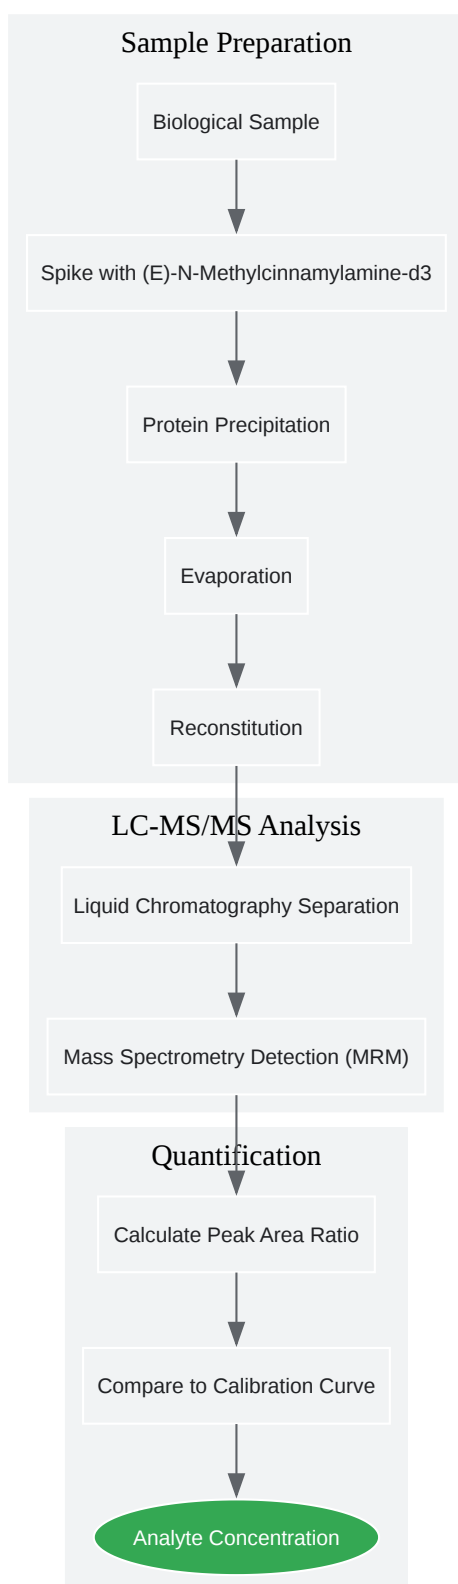 Sample Preparation
Biological Sample
Spike with (E)-N-Methylcinnamylamine-d3
Protein Precipitation
Evaporation
Reconstitution
LC-MS/MS Analysis
Liquid Chromatography Separation
Mass Spectrometry Detection (MRM)
Quantification
Calculate Peak Area Ratio
Compare to Calibration Curve
Analyte Concentration